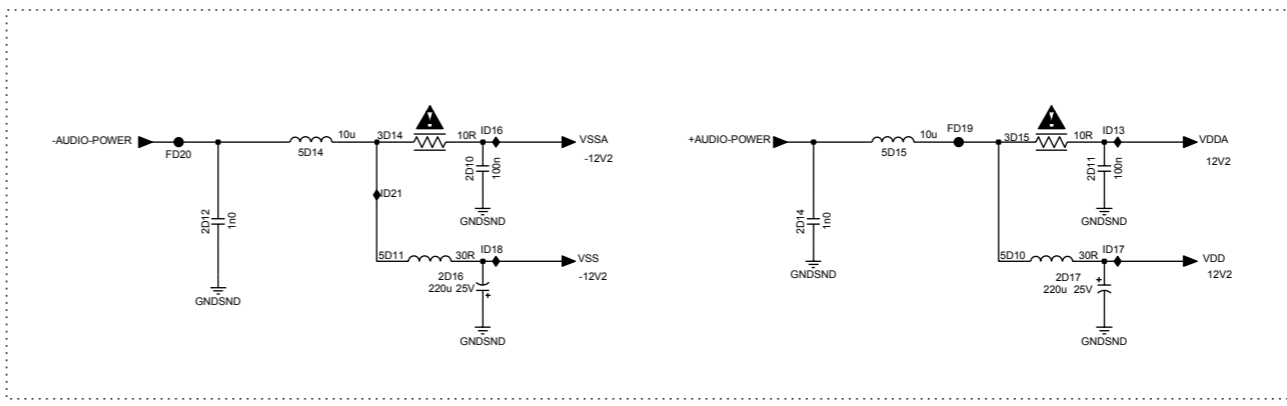 -AUDIO-POWER
FD20
10u
5D14
3D14
10R
ID16
VSSA
-12V2
2D10
100n
GNDSND
ID21
2D12
1n0
GNDSND
5D11
30R
ID18
VSS
-12V2
2D16
220u 25V
+
GNDSND
+AUDIO-POWER
10u
5D15
FD19
3D15
10R
ID13
VDDA
12V2
2D11
100n
GNDSND
2D14
1n0
GNDSND
5D10
30R
ID17
VDD
12V2
2D17
220u 25V
+
GNDSND